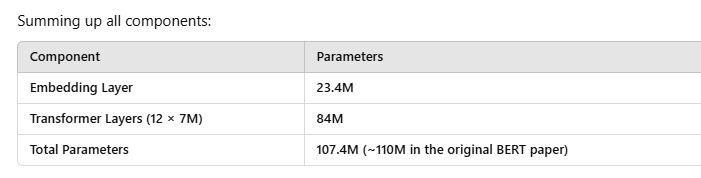 Summing up all components:
Component Parameters
Embedding Layer 23.4M
Transformer Layers (12 × 7M) 84M
Total Parameters 107.4M (~110M in the original BERT paper)